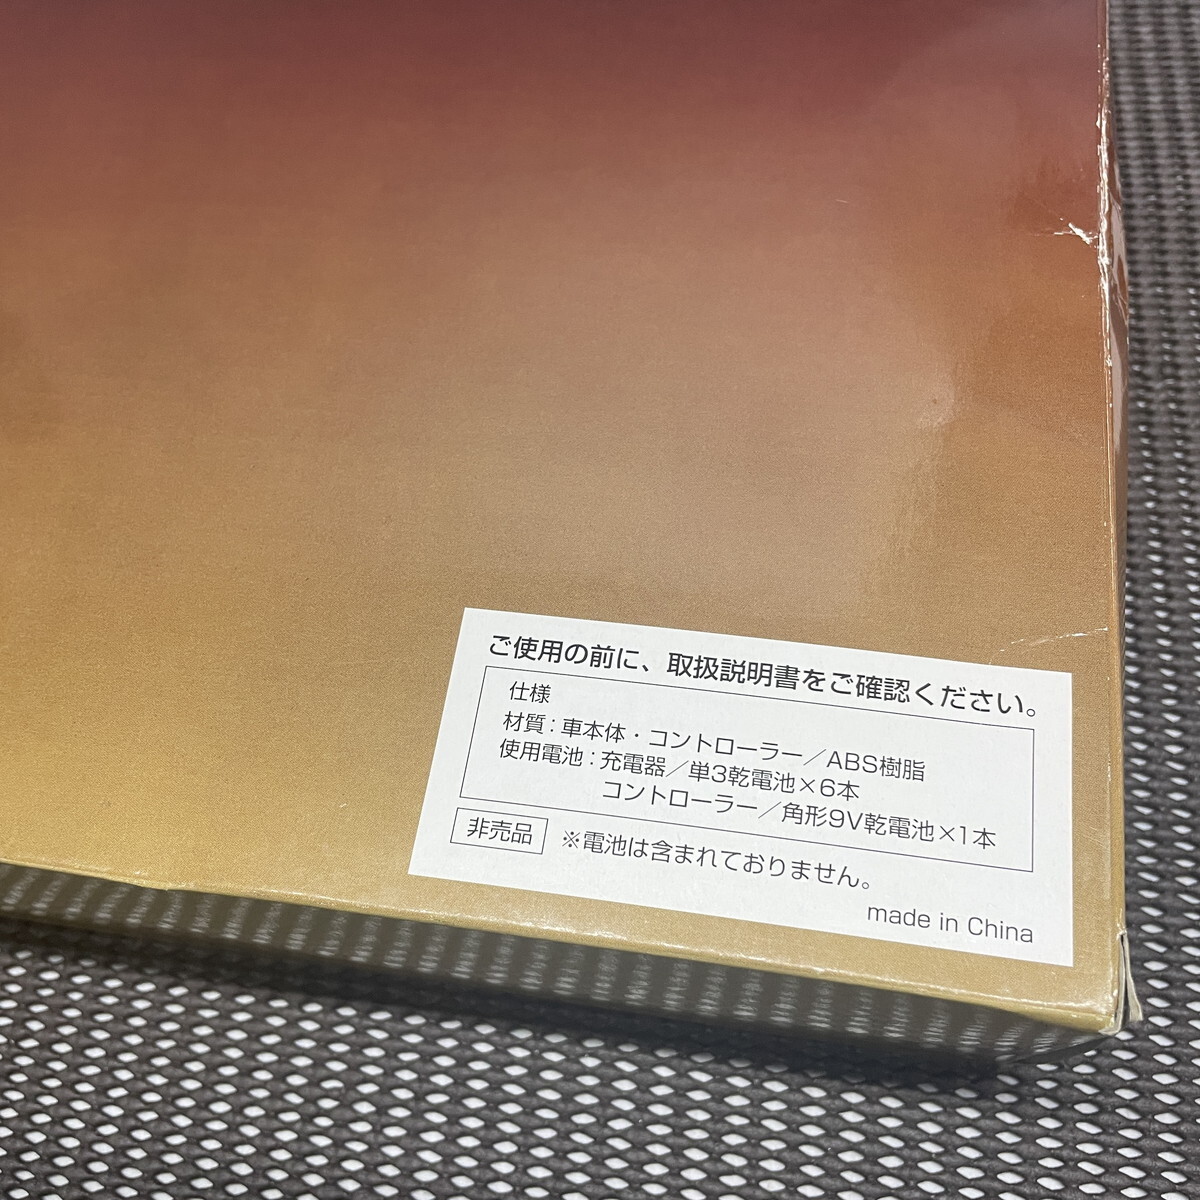 ご使用の前に、取扱説明書をご確認ください。
仕様
材質：車本体・コントローラー／ABS樹脂
使用電池：充電器／単3乾電池×6本
コントローラー／角形9V乾電池×1本
非売品 ※電池は含まれておりません。
made in China